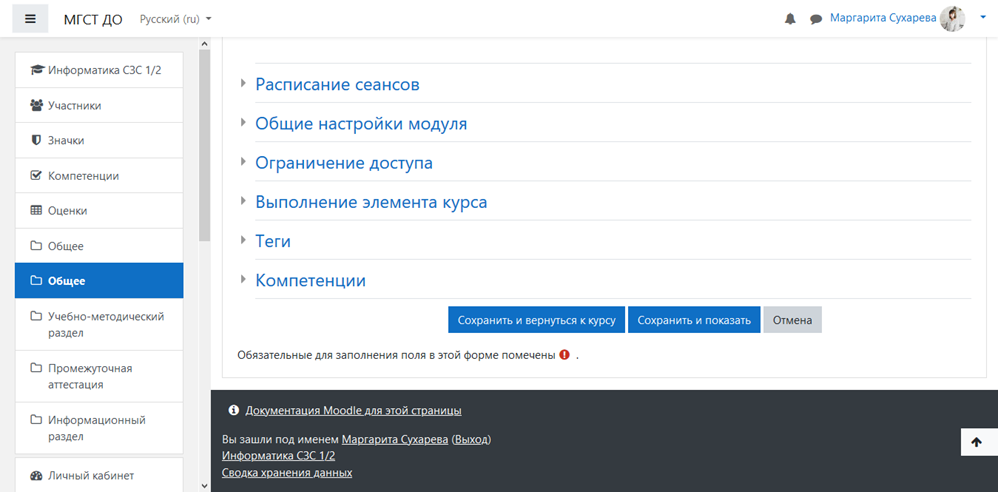 МГСТ ДО
Русский (ru)
Маргарита Сухарева
Информатика СЗС 1/2
Участники
Значки
Компетенции
Оценки
Общее
Общее
Учебно-методический
раздел
Промежуточная
аттестация
Информационный
раздел
Личный кабинет
Расписание сеансов
Общие настройки модуля
Ограничение доступа
Выполнение элемента курса
Теги
Компетенции
Сохранить и вернуться к курсу
Сохранить и показать
Отмена
Обязательные для заполнения поля в этой форме помечены .
Документация Moodle для этой страницы
Вы зашли под именем Маргарита Сухарева (Выход)
Информатика СЗС 1/2
Сводка хранения данных